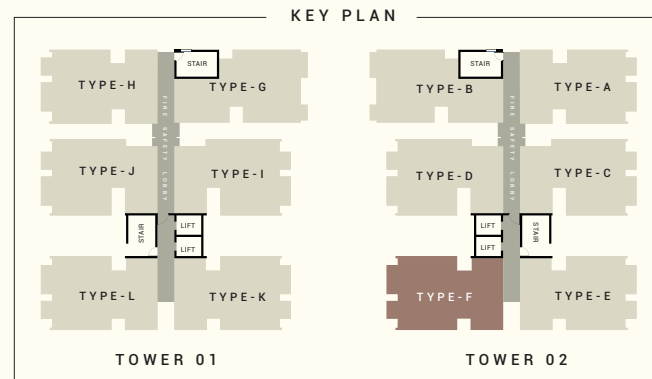 KEY PLAN
STAIR
TYPE-H
TYPE-G
FIRE SAFETY LOBBY
TYPE-J
TYPE-I
STAIR
LIFT
LIFT
TYPE-L
TYPE-K
TOWER 01
STAIR
TYPE-B
TYPE-A
FIRE SAFETY LOBBY
TYPE-D
TYPE-C
LIFT
LIFT
STAIR
TYPE-F
TYPE-E
TOWER 02